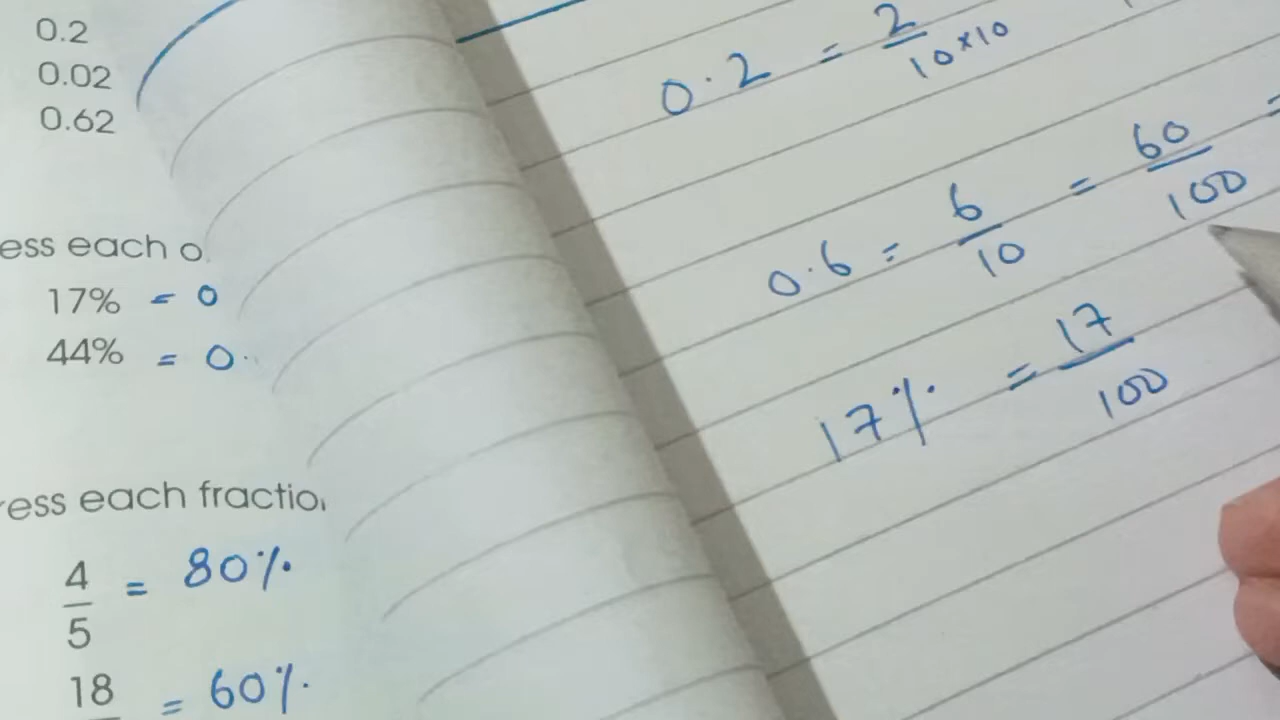 0.2
0.02
0.62
ess each o
17% = 0
44% = 0.
ess each fractio
4/5 = 80%
18 = 60%
0.2 = 2/10×10
0.6 = 6/10 = 60/100 =
17% = 17/100